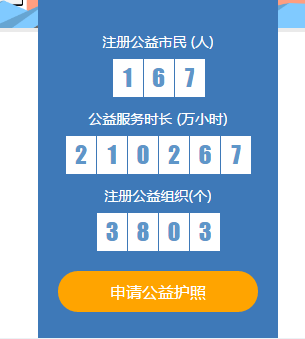 注册公益市民 (人)
167
公益服务时长 (万小时)
210267
注册公益组织(个)
3803
申请公益护照